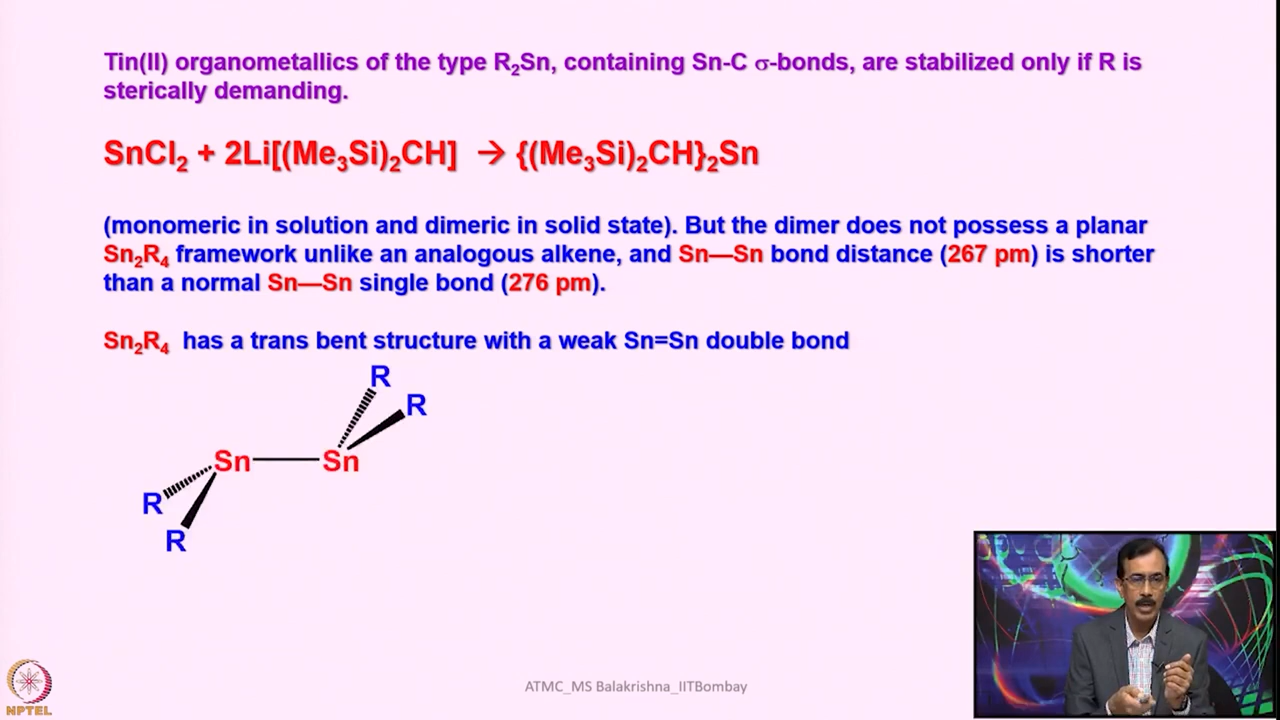 Tin(II) organometallics of the type R₂Sn, containing Sn-C σ-bonds, are stabilized only if R is
sterically demanding.
SnCl₂ + 2Li[(Me₃Si)₂CH] → {(Me₃Si)₂CH}₂Sn
(monomeric in solution and dimeric in solid state). But the dimer does not possess a planar
Sn₂R₄ framework unlike an analogous alkene, and Sn—Sn bond distance (267 pm) is shorter
than a normal Sn—Sn single bond (276 pm).
Sn₂R₄ has a trans bent structure with a weak Sn=Sn double bond
R
R
Sn Sn
R
R
ATMC_MS Balakrishna_IITBombay
NPTEL